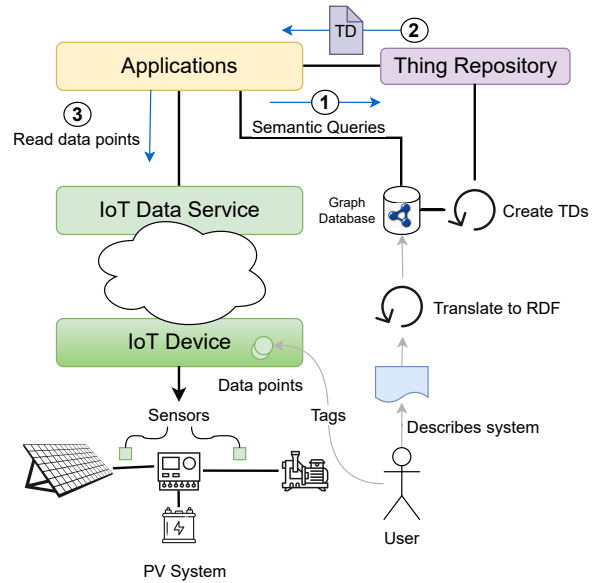 TD
2
Applications
Thing Repository
3
1
Read data points
Semantic Queries
Graph
Database
IoT Data Service
Create TDs
IoT Device
Translate to RDF
Data points
Sensors
Tags
Describes system
User
PV System